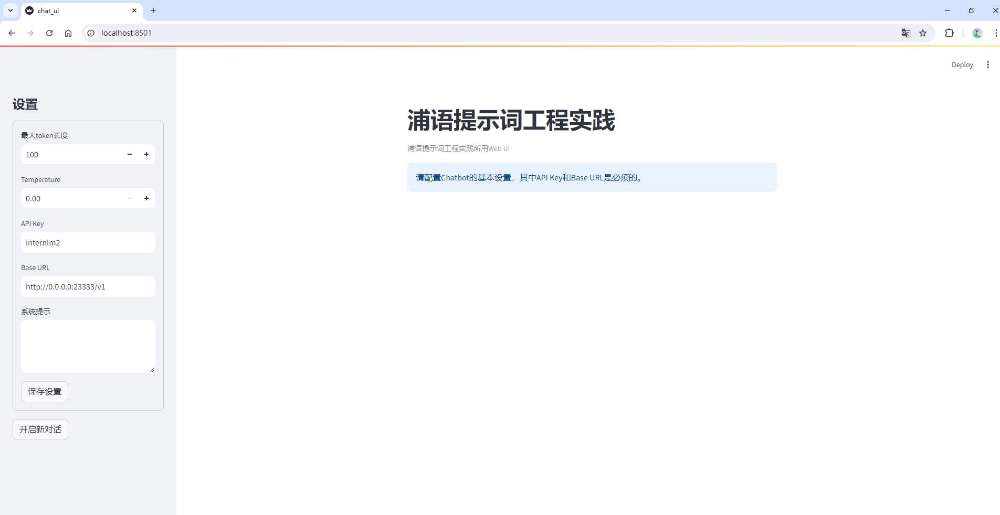 chat_ui
localhost:8501
Deploy
设置
最大token长度
100
Temperature
0.00
API Key
internlm2
Base URL
http://0.0.0.0:23333/v1
系统提示
保存设置
开启新对话
浦语提示词工程实践
浦语提示词工程实践所用Web UI
请配置Chatbot的基本设置，其中API Key和Base URL是必须的。